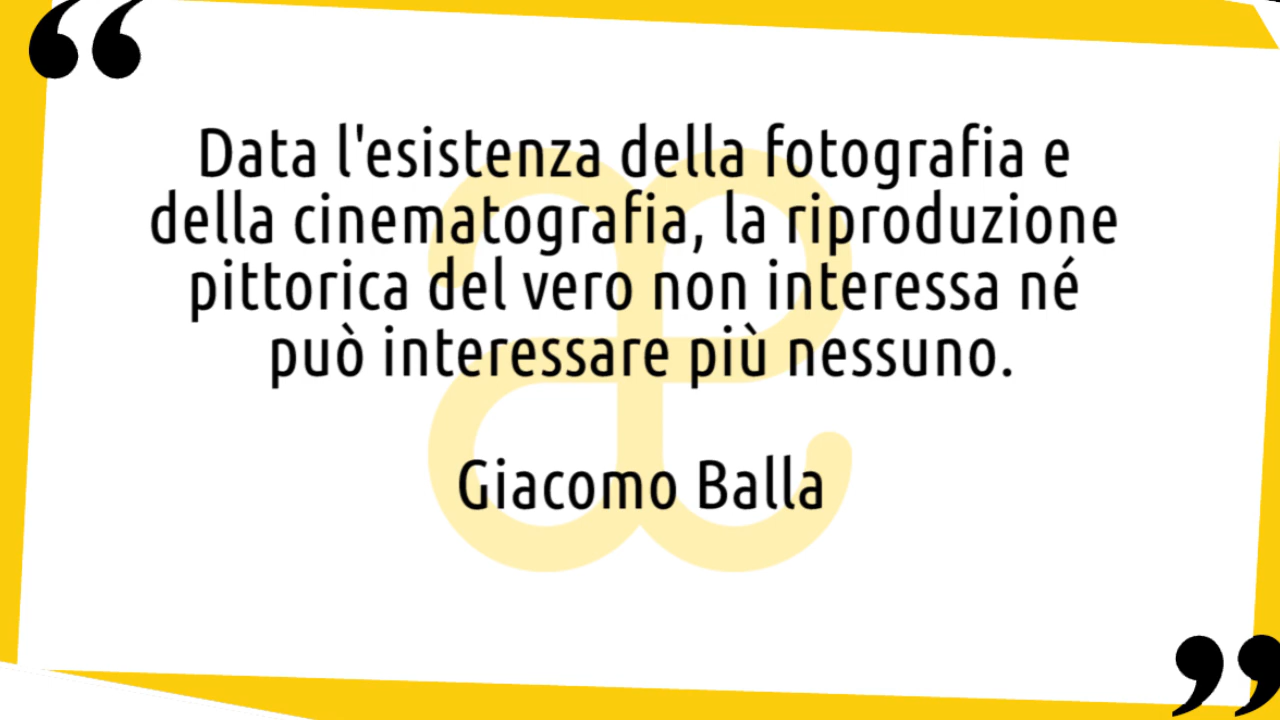 Data l'esistenza della fotografia e
della cinematografia, la riproduzione
pittorica del vero non interessa né
può interessare più nessuno.
Giacomo Balla